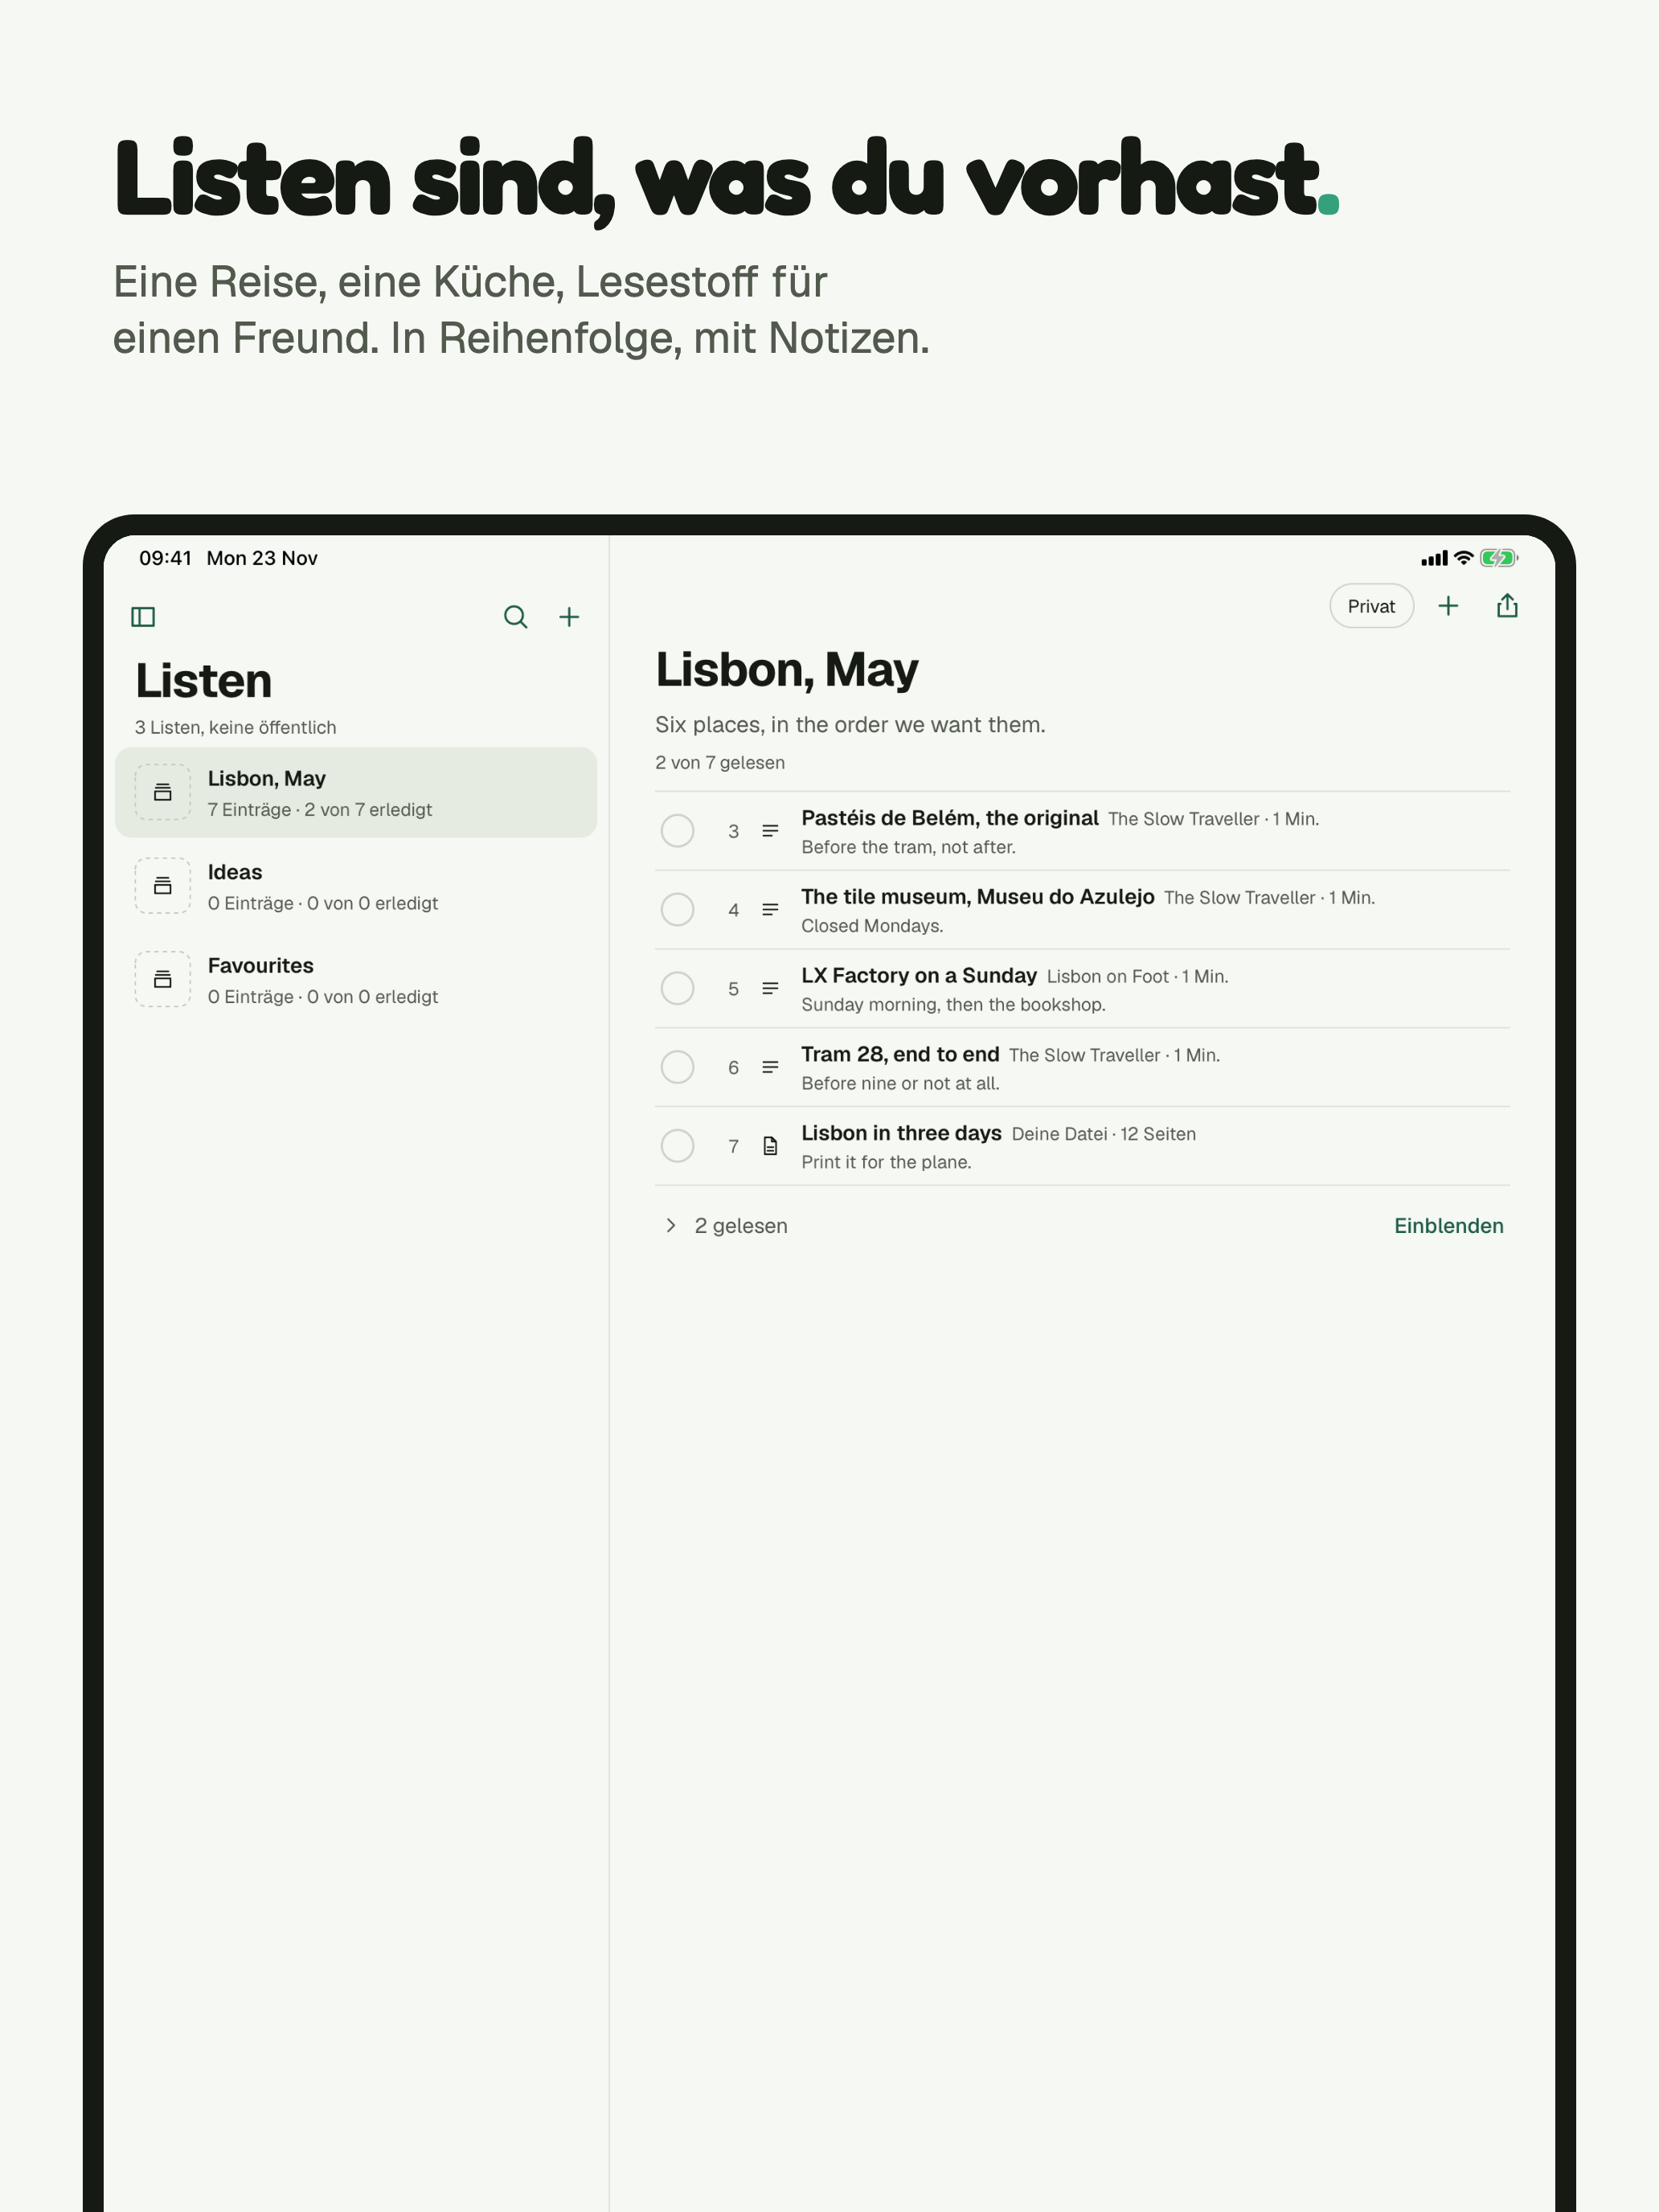 Listen sind, was du vorhast.
Eine Reise, eine Küche, Lesestoff für
einen Freund. In Reihenfolge, mit Notizen.
09:41 Mon 23 Nov
Listen
3 Listen, keine öffentlich
Lisbon, May
7 Einträge · 2 von 7 erledigt
Ideas
0 Einträge · 0 von 0 erledigt
Favourites
0 Einträge · 0 von 0 erledigt
Privat
Lisbon, May
Six places, in the order we want them.
2 von 7 gelesen
3 Pastéis de Belém, the original The Slow Traveller · 1 Min.
Before the tram, not after.
4 The tile museum, Museu do Azulejo The Slow Traveller · 1 Min.
Closed Mondays.
5 LX Factory on a Sunday Lisbon on Foot · 1 Min.
Sunday morning, then the bookshop.
6 Tram 28, end to end The Slow Traveller · 1 Min.
Before nine or not at all.
7 Lisbon in three days Deine Datei · 12 Seiten
Print it for the plane.
2 gelesen Einblenden